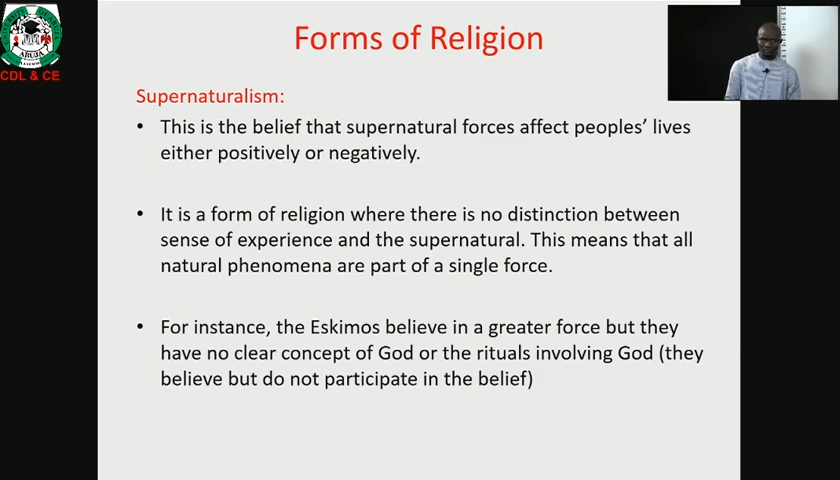 ABUJA
CDL & CE
Forms of Religion
Supernaturalism:
• This is the belief that supernatural forces affect peoples’ lives
either positively or negatively.
• It is a form of religion where there is no distinction between
sense of experience and the supernatural. This means that all
natural phenomena are part of a single force.
• For instance, the Eskimos believe in a greater force but they
have no clear concept of God or the rituals involving God (they
believe but do not participate in the belief)